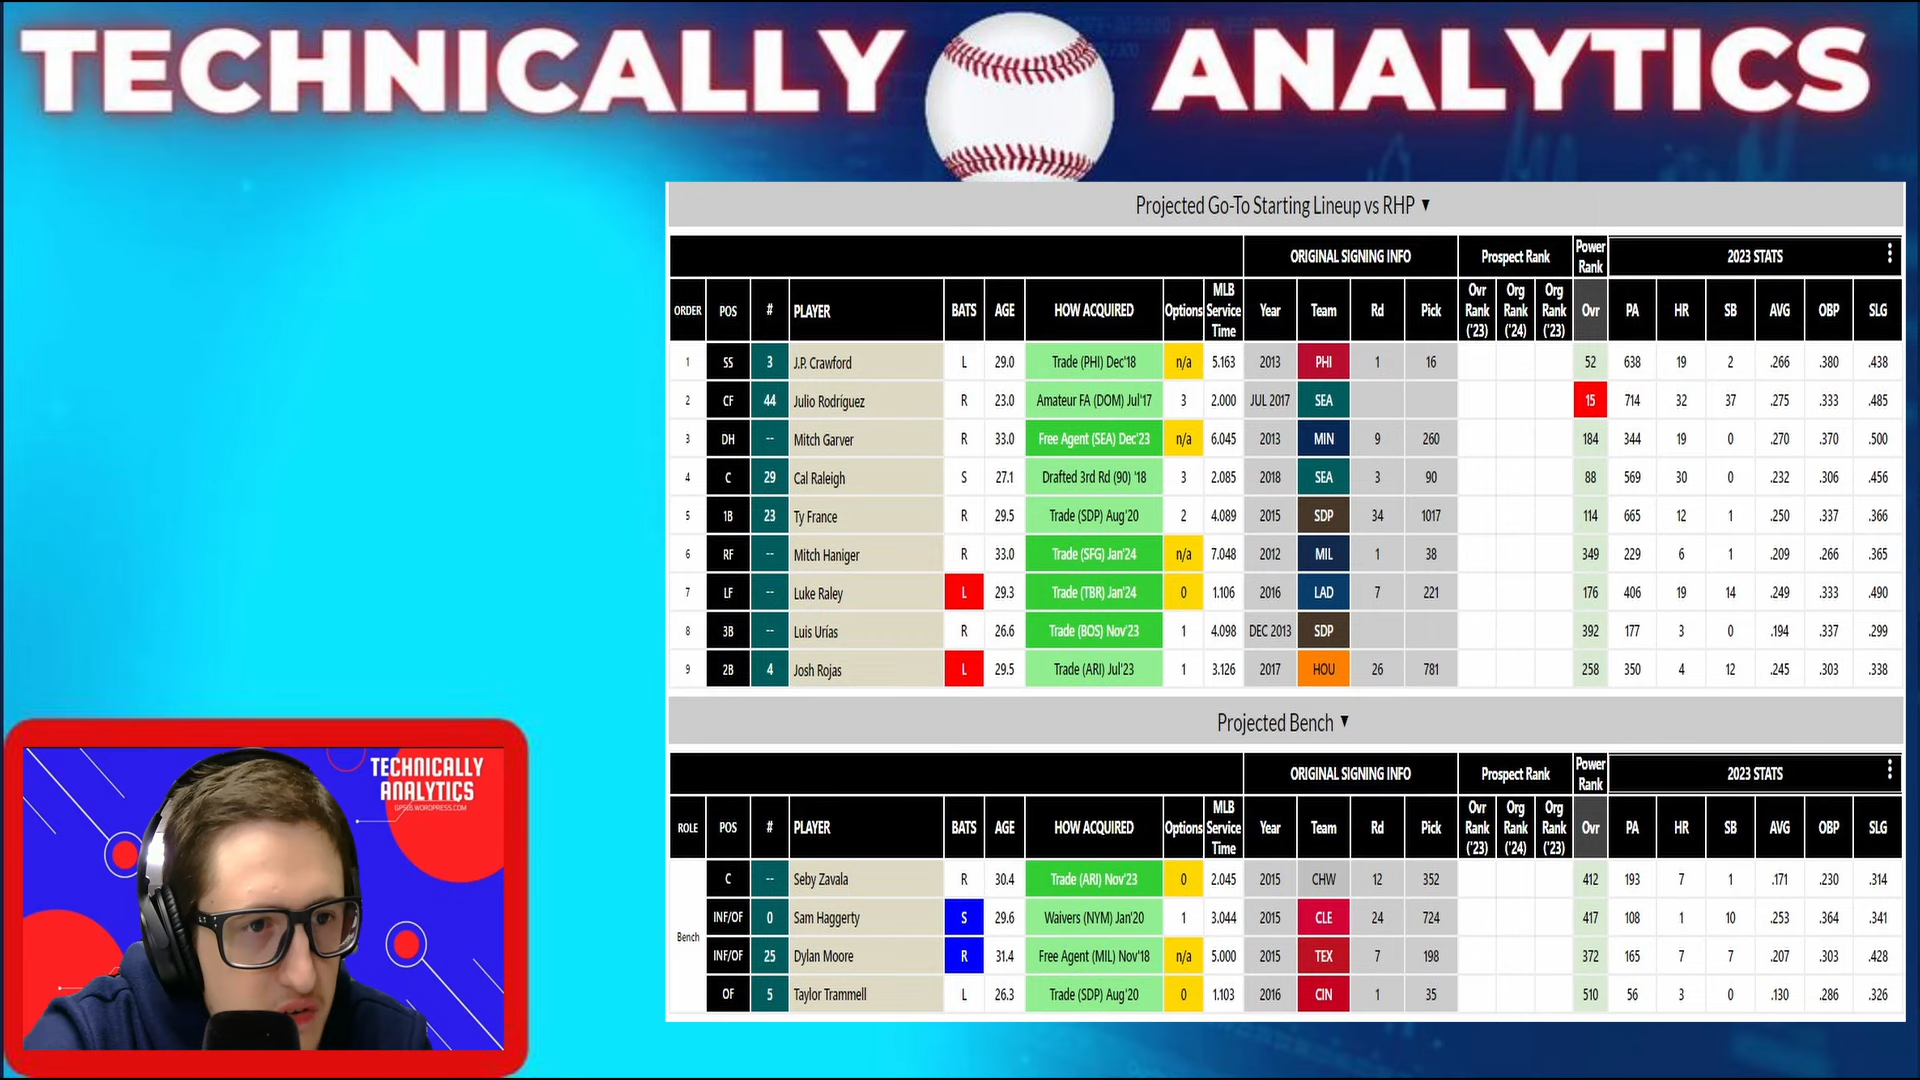 TECHNICALLY ANALYTICS
Projected Go-To Starting Lineup vs RHP ▼
ORIGINAL SIGNING INFO Prospect Rank Power Rank 2023 STATS
ORDER POS # PLAYER BATS AGE HOW ACQUIRED Options MLB Service Time Year Team Rd Pick Ovr Rank ('23) Org Rank ('24) Org Rank ('23) Ovr PA HR SB AVG OBP SLG
1 SS 3 J.P. Crawford L 29.0 Trade (PHI) Dec'18 n/a 5.163 2013 PHI 1 16 52 638 19 2 .266 .380 .438
2 CF 44 Julio Rodríguez R 23.0 Amateur FA (DOM) Jul'17 3 2.000 JUL 2017 SEA 15 714 32 37 .275 .333 .485
3 DH -- Mitch Garver R 33.0 Free Agent (SEA) Dec'23 n/a 6.045 2013 MIN 9 260 184 344 19 0 .270 .370 .500
4 C 29 Cal Raleigh S 27.1 Drafted 3rd Rd (90) '18 3 2.085 2018 SEA 3 90 88 569 30 0 .232 .306 .456
5 1B 23 Ty France R 29.5 Trade (SDP) Aug'20 2 4.089 2015 SDP 34 1017 114 665 12 1 .250 .337 .366
6 RF -- Mitch Haniger R 33.0 Trade (SFG) Jan'24 n/a 7.048 2012 MIL 1 38 349 229 6 1 .209 .266 .365
7 LF -- Luke Raley L 29.3 Trade (TBR) Jan'24 0 1.106 2016 LAD 7 221 176 406 19 14 .249 .333 .490
8 3B -- Luis Urías R 26.6 Trade (BOS) Nov'23 1 4.098 DEC 2013 SDP 392 177 3 0 .194 .337 .299
9 2B 4 Josh Rojas L 29.5 Trade (ARI) Jul'23 1 3.126 2017 HOU 26 781 258 350 4 12 .245 .303 .338
Projected Bench ▼
ORIGINAL SIGNING INFO Prospect Rank Power Rank 2023 STATS
ROLE POS # PLAYER BATS AGE HOW ACQUIRED Options MLB Service Time Year Team Rd Pick Ovr Rank ('23) Org Rank ('24) Org Rank ('23) Ovr PA HR SB AVG OBP SLG
Bench
C -- Seby Zavala R 30.4 Trade (ARI) Nov'23 0 2.045 2015 CHW 12 352 412 193 7 1 .171 .230 .314
INF/OF 0 Sam Haggerty S 29.6 Waivers (NYM) Jan'20 1 3.044 2015 CLE 24 724 417 108 1 10 .253 .364 .341
INF/OF 25 Dylan Moore R 31.4 Free Agent (MIL) Nov'18 n/a 5.000 2015 TEX 7 198 372 165 7 7 .207 .303 .428
OF 5 Taylor Trammell L 26.3 Trade (SDP) Aug'20 0 1.103 2016 CIN 1 35 510 56 3 0 .130 .286 .326
TECHNICALLY
ANALYTICS
GPS05.WORDPRESS.COM